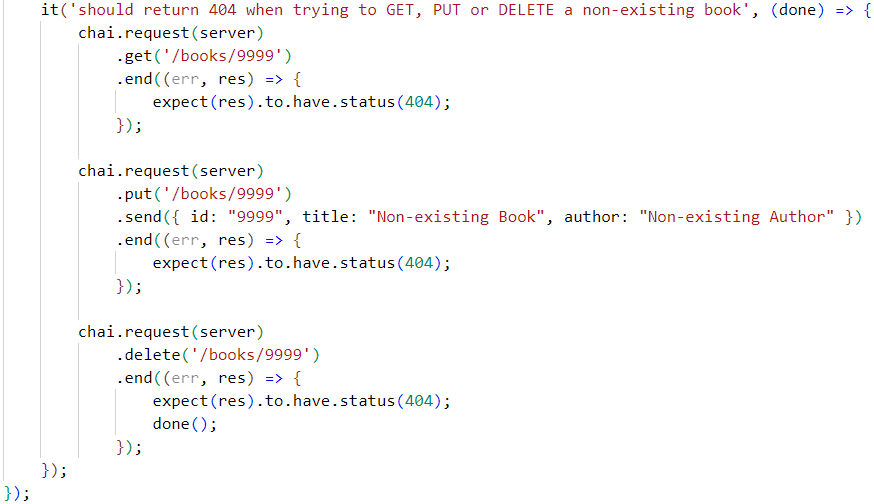 it('should return 404 when trying to GET, PUT or DELETE a non-existing book', (done) => {
chai.request(server)
.get('/books/9999')
.end((err, res) => {
expect(res).to.have.status(404);
});
chai.request(server)
.put('/books/9999')
.send({ id: "9999", title: "Non-existing Book", author: "Non-existing Author" })
.end((err, res) => {
expect(res).to.have.status(404);
});
chai.request(server)
.delete('/books/9999')
.end((err, res) => {
expect(res).to.have.status(404);
done();
});
});
});